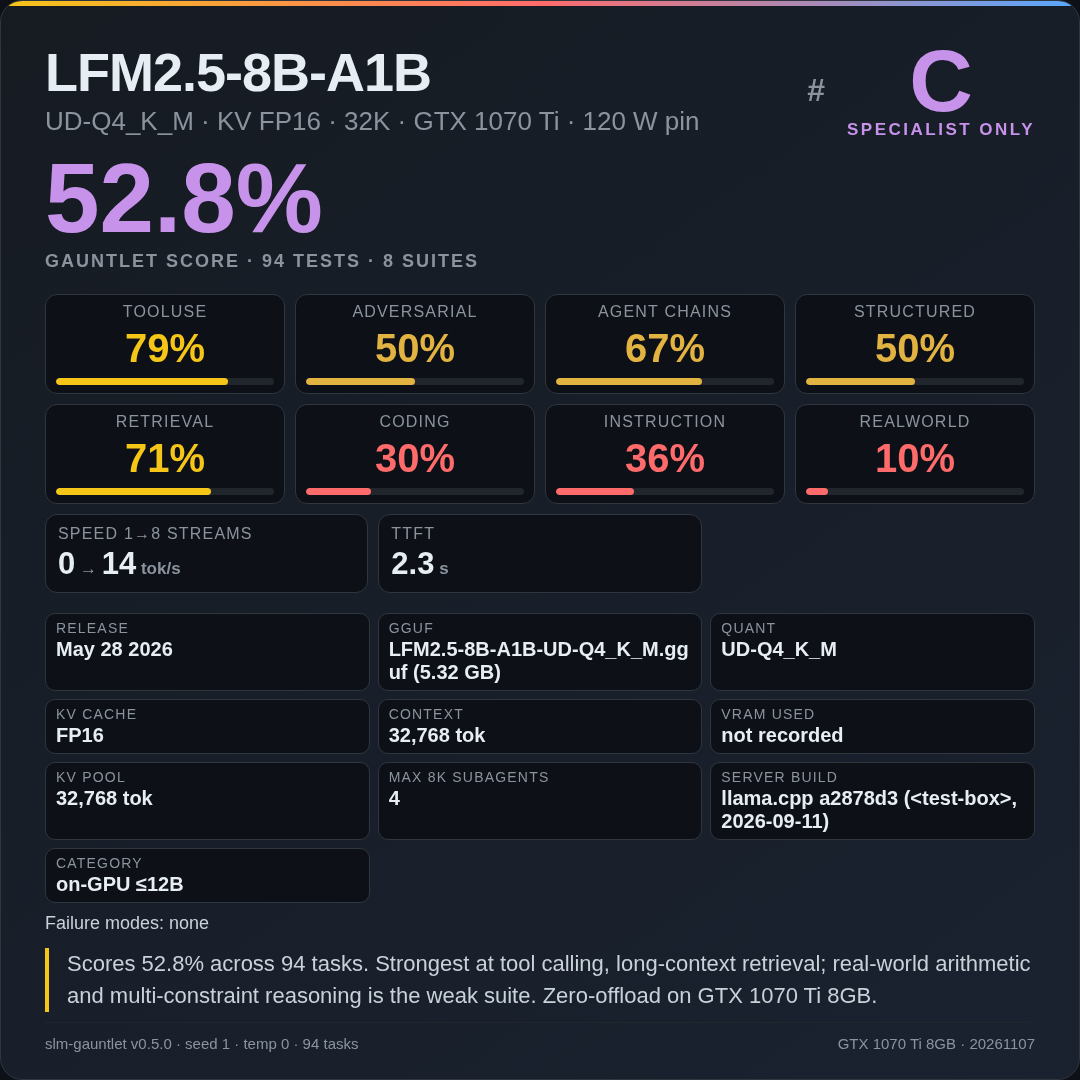 LFM2.5-8B-A1B
UD-Q4_K_M · KV FP16 · 32K · GTX 1070 Ti · 120 W pin
#
C
SPECIALIST ONLY
52.8%
GAUNTLET SCORE · 94 TESTS · 8 SUITES
TOOLUSE
79%
ADVERSARIAL
50%
AGENT CHAINS
67%
STRUCTURED
50%
RETRIEVAL
71%
CODING
30%
INSTRUCTION
36%
REALWORLD
10%
SPEED 1→8 STREAMS
0 → 14 tok/s
TTFT
2.3 s
RELEASE
May 28 2026
GGUF
LFM2.5-8B-A1B-UD-Q4_K_M.gg
uf (5.32 GB)
QUANT
UD-Q4_K_M
KV CACHE
FP16
CONTEXT
32,768 tok
VRAM USED
not recorded
KV POOL
32,768 tok
MAX 8K SUBAGENTS
4
SERVER BUILD
llama.cpp a2878d3 (<test-box>,
2026-09-11)
CATEGORY
on-GPU ≤12B
Failure modes: none
Scores 52.8% across 94 tasks. Strongest at tool calling, long-context retrieval; real-world arithmetic
and multi-constraint reasoning is the weak suite. Zero-offload on GTX 1070 Ti 8GB.
slm-gauntlet v0.5.0 · seed 1 · temp 0 · 94 tasks
GTX 1070 Ti 8GB · 20261107